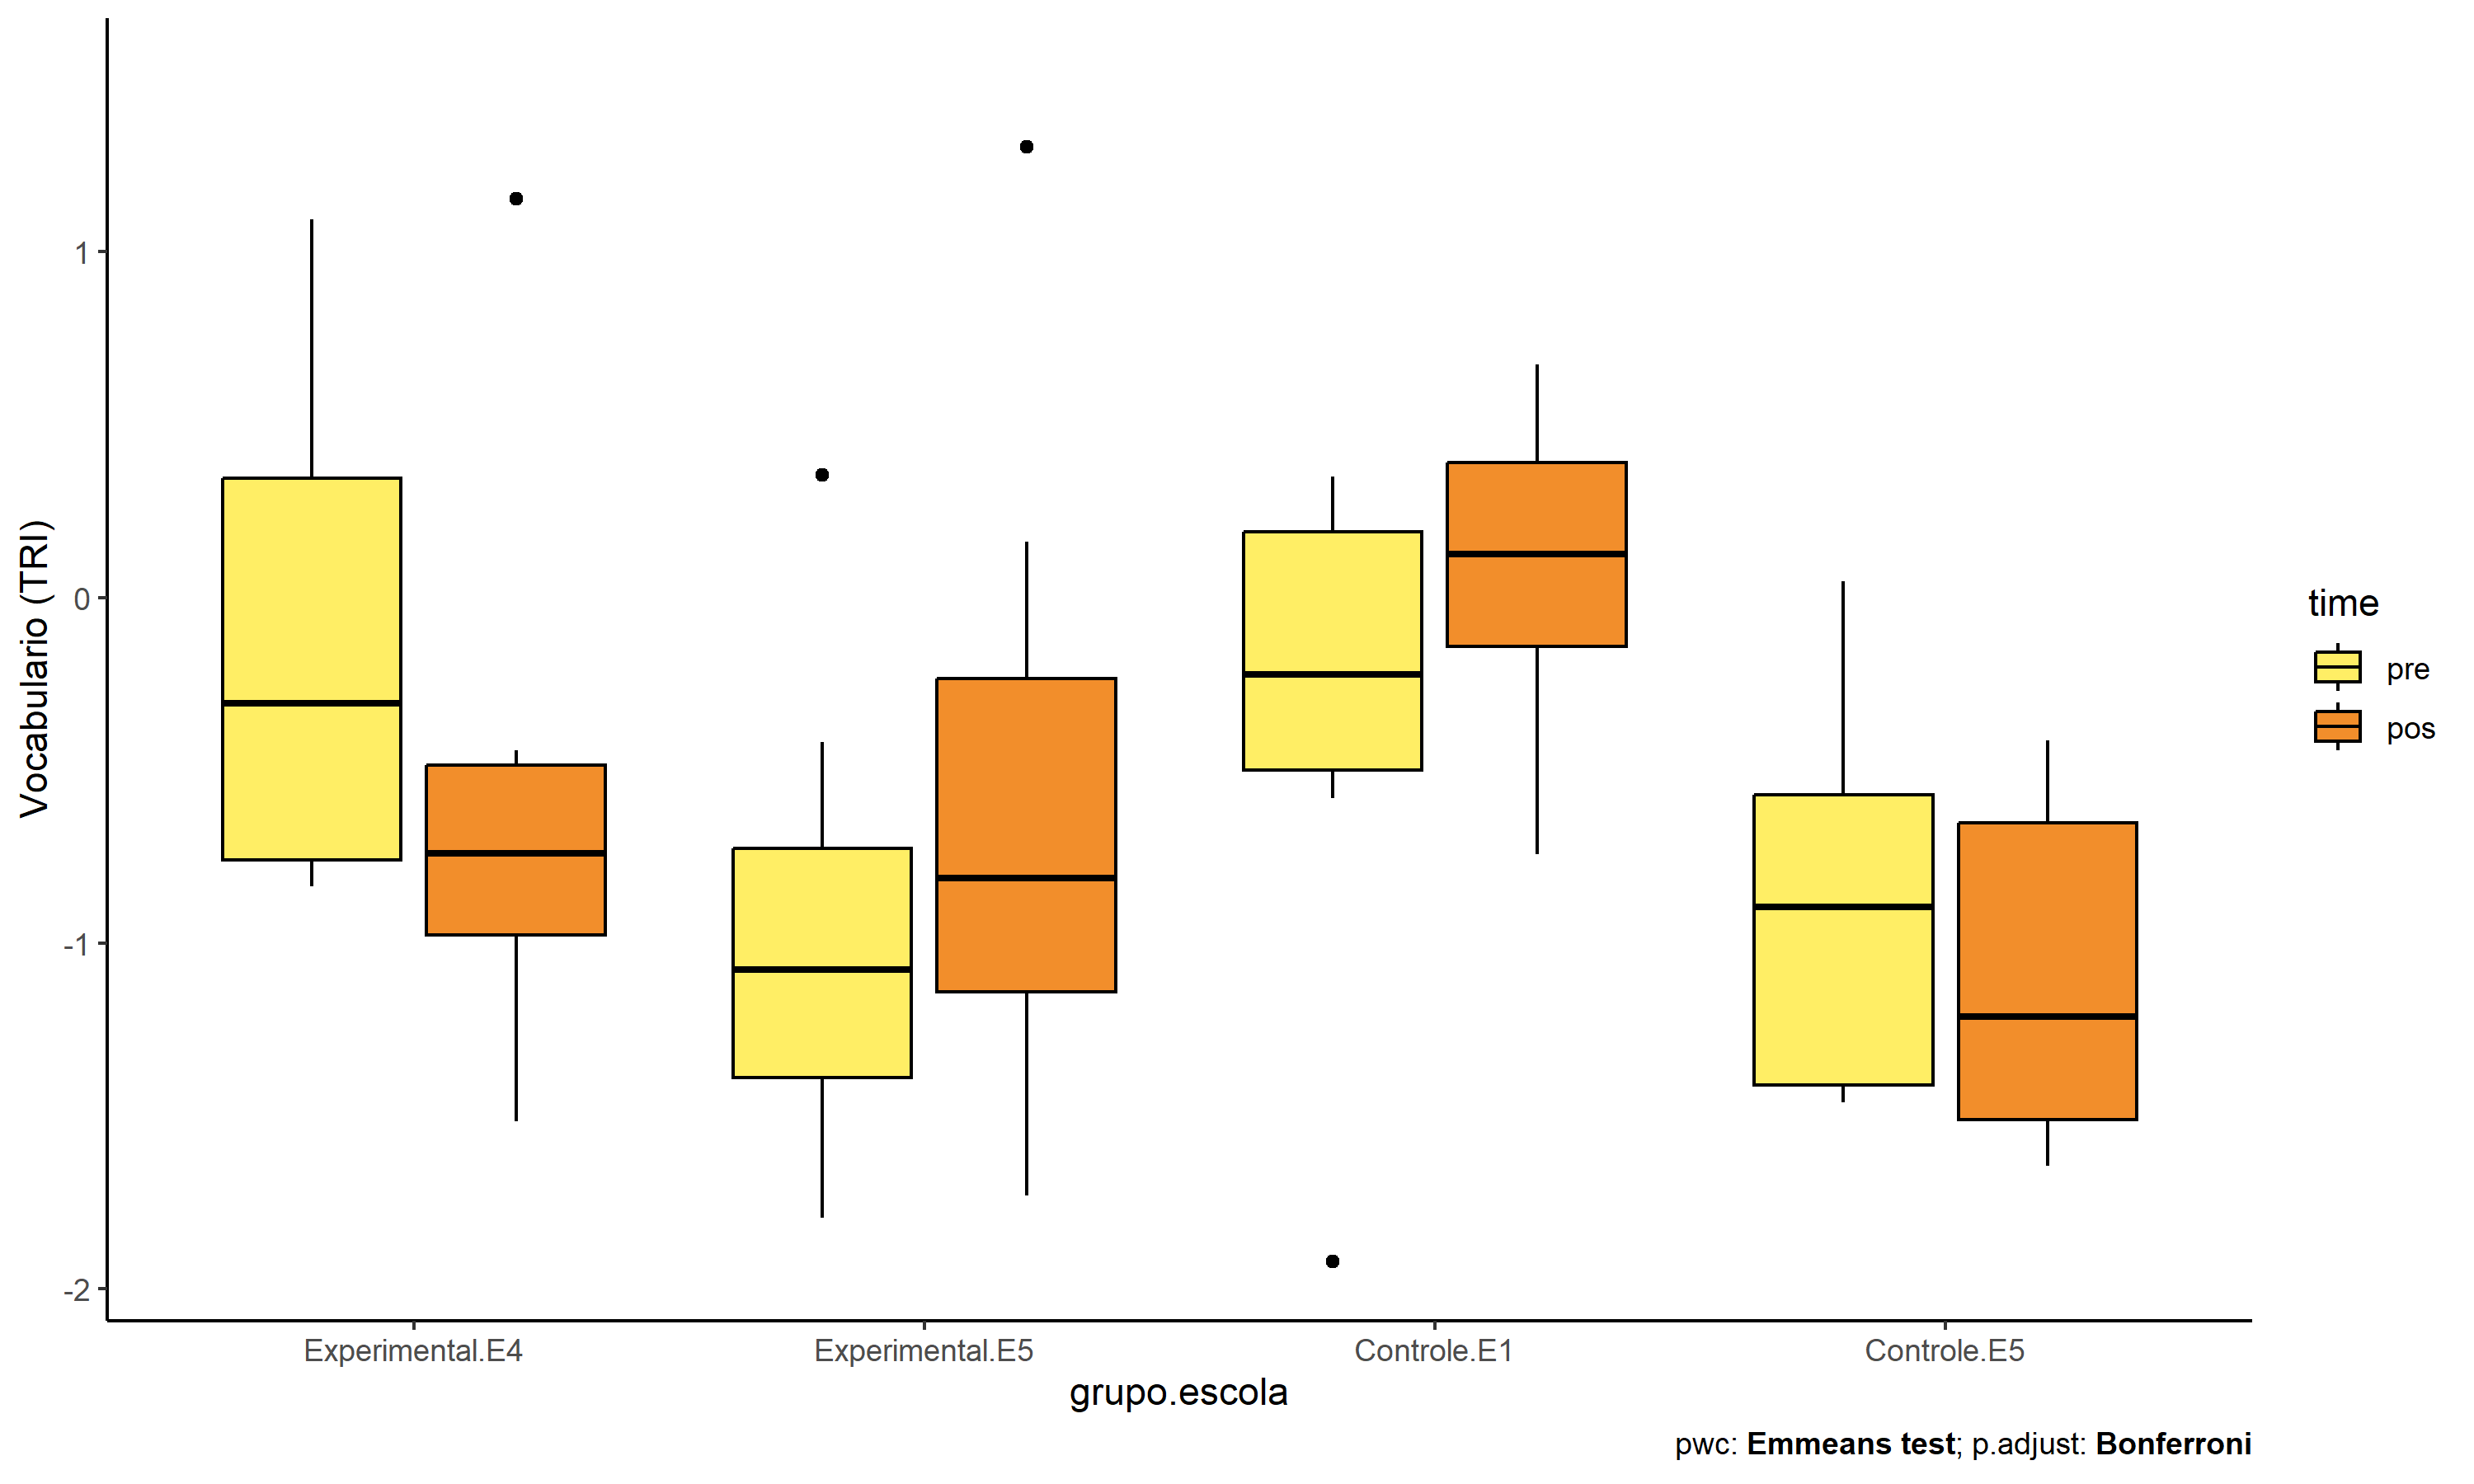 Vocabulario (TRI)
1
0
-1
-2
Experimental.E4
Experimental.E5
Controle.E1
Controle.E5
grupo.escola
time
pre
pos
pwc: Emmeans test; p.adjust: Bonferroni